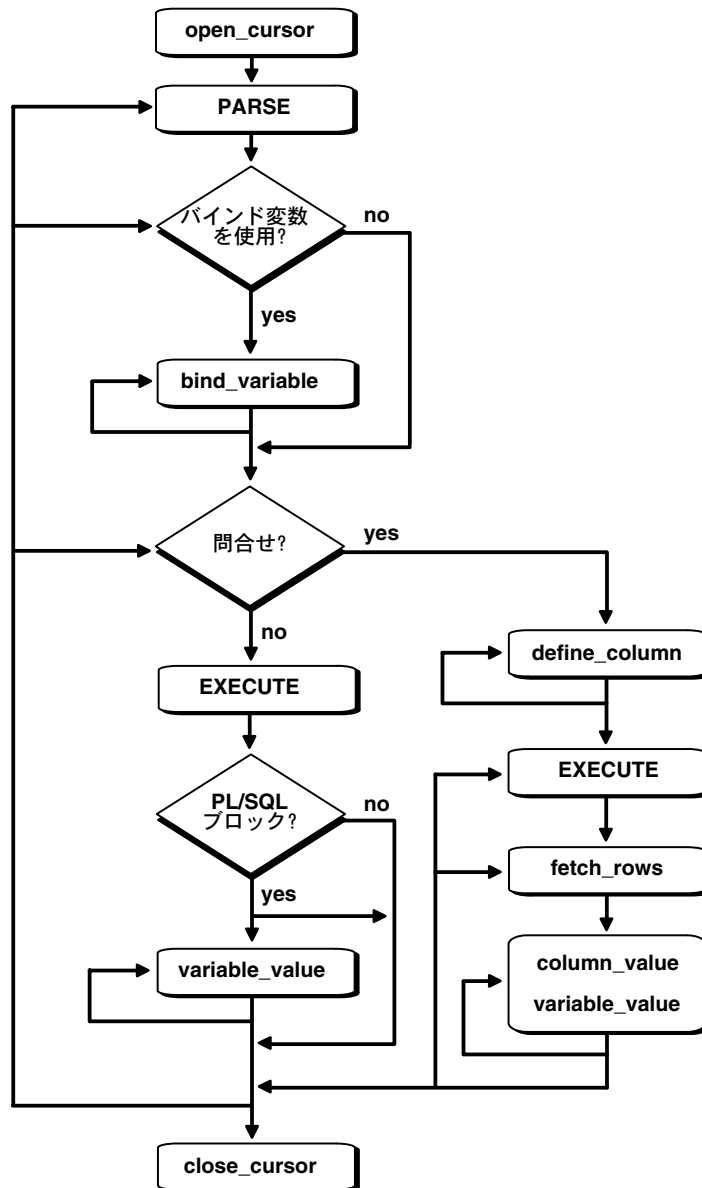 open_cursor
PARSE
バインド変数
を使用?
no
yes
bind_variable
問合せ?
yes
no
define_column
EXECUTE
EXECUTE
PL/SQL
ブロック?
no
fetch_rows
yes
variable_value
column_value
variable_value
close_cursor